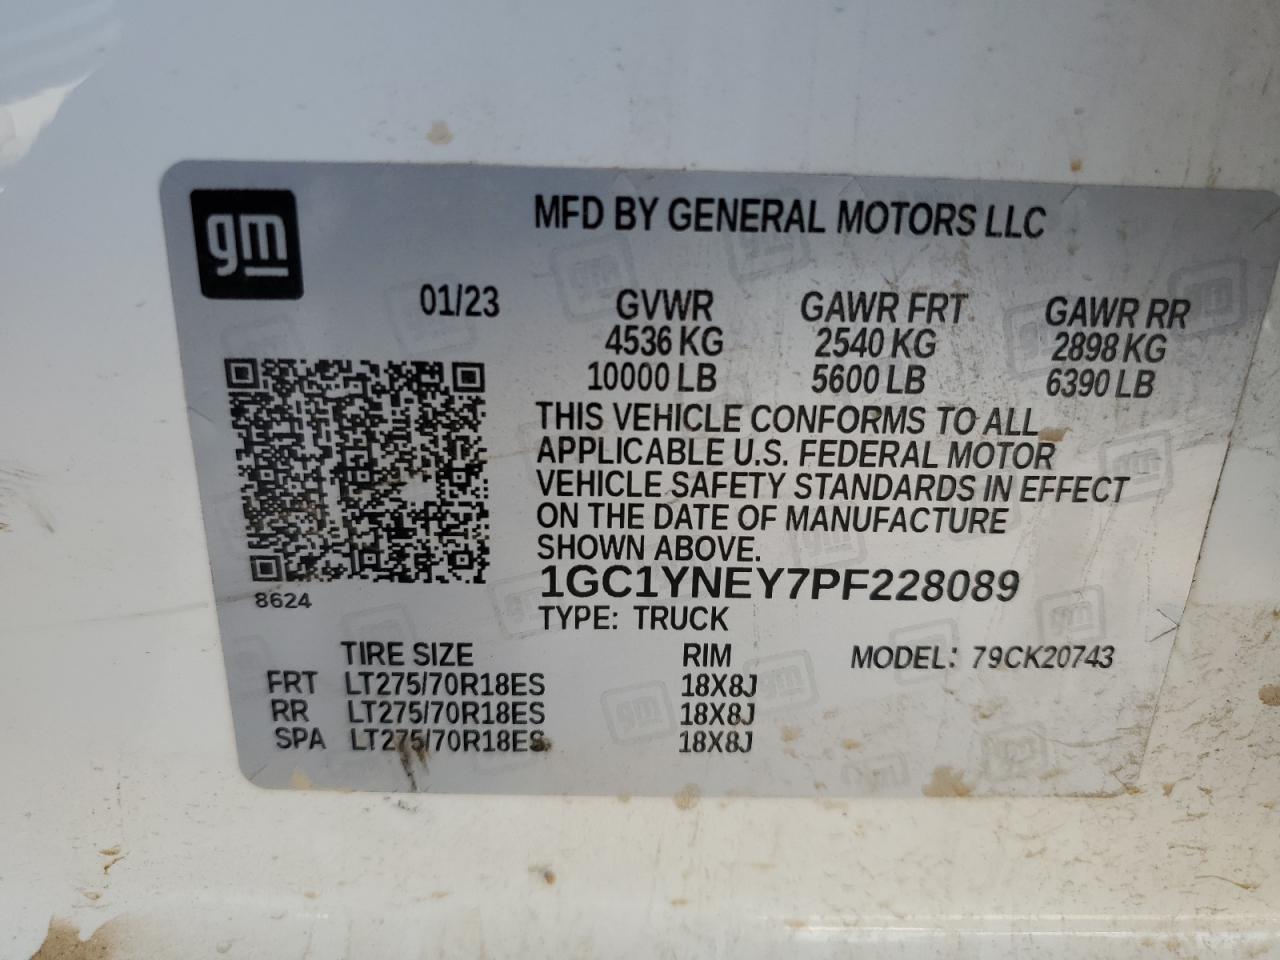 gm
MFD BY GENERAL MOTORS LLC
01/23 GVWR GAWR FRT GAWR RR
4536 KG 2540 KG 2898 KG
10000 LB 5600 LB 6390 LB
THIS VEHICLE CONFORMS TO ALL
APPLICABLE U.S. FEDERAL MOTOR
VEHICLE SAFETY STANDARDS IN EFFECT
ON THE DATE OF MANUFACTURE
SHOWN ABOVE.
1GC1YNEY7PF228089
8624
TYPE: TRUCK
TIRE SIZE RIM MODEL: 79CK20743
FRT LT275/70R18ES 18X8J
RR LT275/70R18ES 18X8J
SPA LT275/70R18ES 18X8J